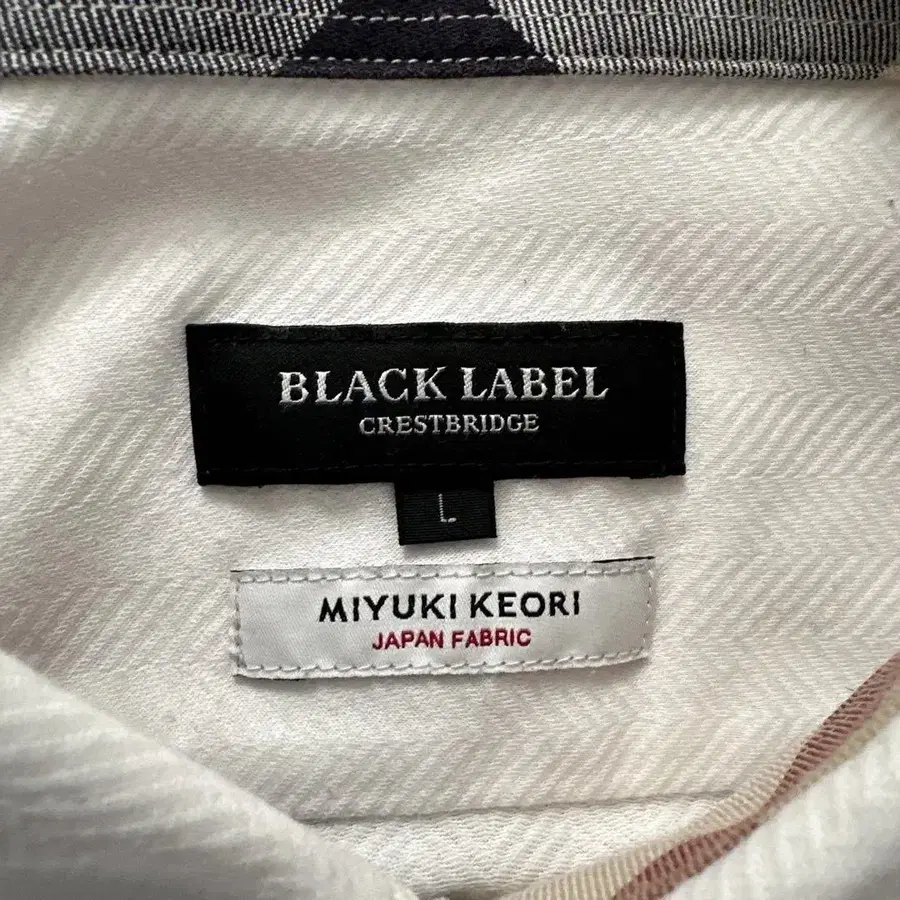 BLACK LABEL
CRESTBRIDGE
L
MIYUKI KEORI
JAPAN FABRIC